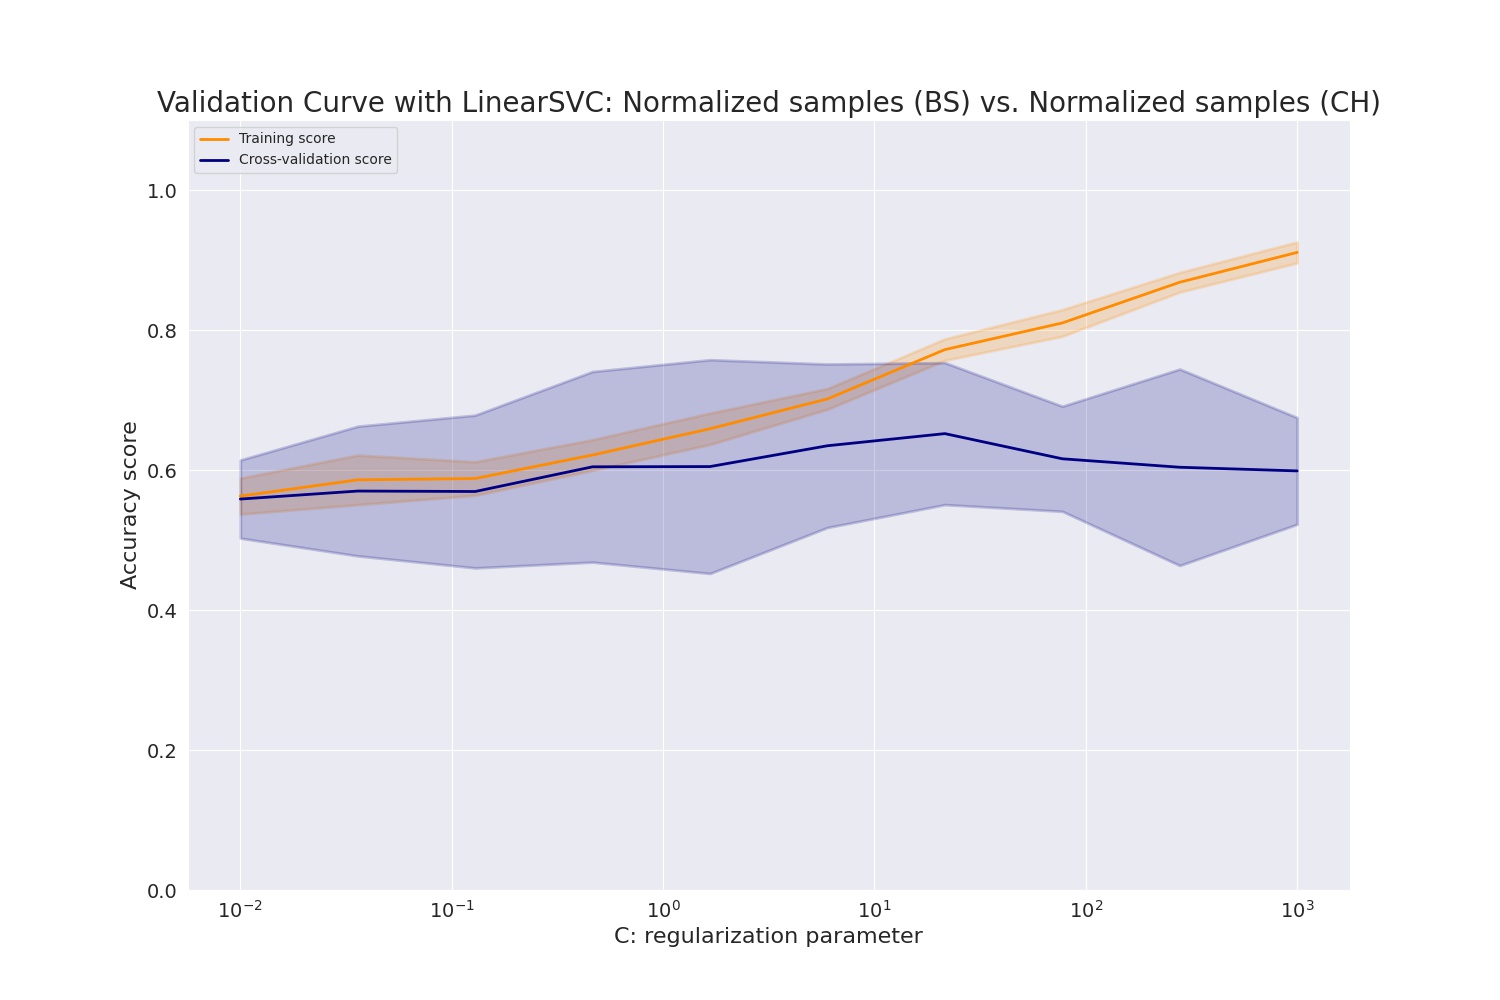 Validation Curve with LinearSVC: Normalized samples (BS) vs. Normalized samples (CH)
Training score
Cross-validation score
1.0
0.8
0.6
0.4
0.2
0.0
Accuracy score
10⁻² 10⁻¹ 10⁰ 10¹ 10² 10³
C: regularization parameter